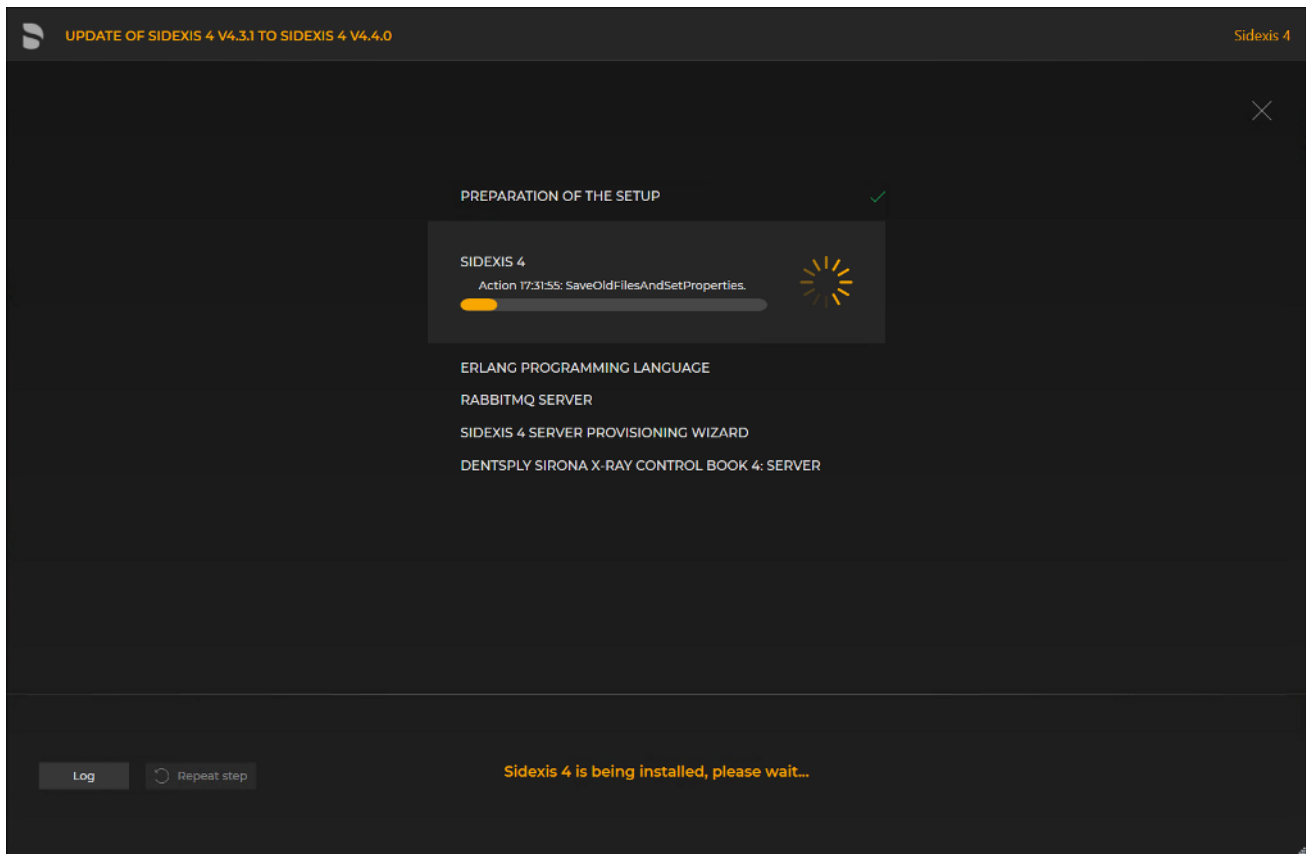 UPDATE OF SIDEXIS 4 V4.3.1 TO SIDEXIS 4 V4.4.0
Sidexis 4
PREPARATION OF THE SETUP
SIDEXIS 4
Action 17:31:55: SaveOldFilesAndSetProperties.
ERLANG PROGRAMMING LANGUAGE
RABBITMQ SERVER
SIDEXIS 4 SERVER PROVISIONING WIZARD
DENTSPLY SIRONA X-RAY CONTROL BOOK 4: SERVER
Log
Repeat step
Sidexis 4 is being installed, please wait...